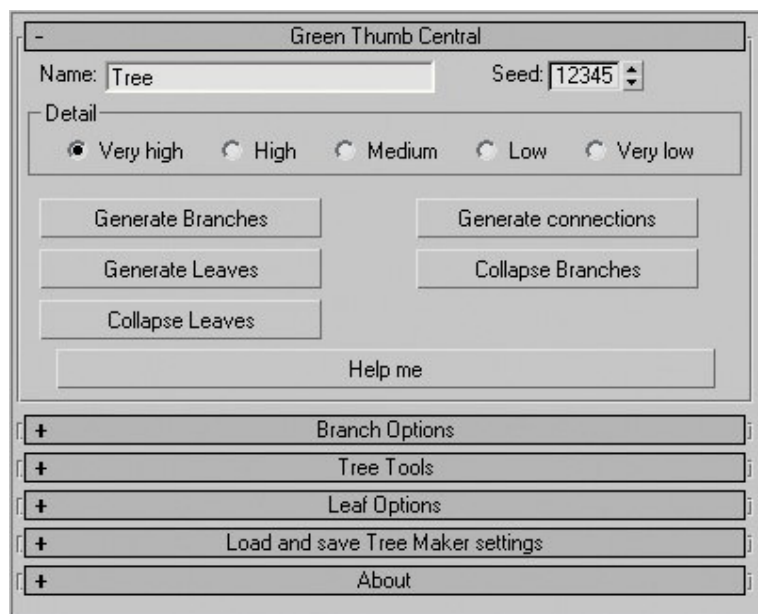 - Green Thumb Central
Name: Tree Seed: 12345
Detail
Very high High Medium Low Very low
Generate Branches Generate connections
Generate Leaves Collapse Branches
Collapse Leaves
Help me
+ Branch Options
+ Tree Tools
+ Leaf Options
+ Load and save Tree Maker settings
+ About